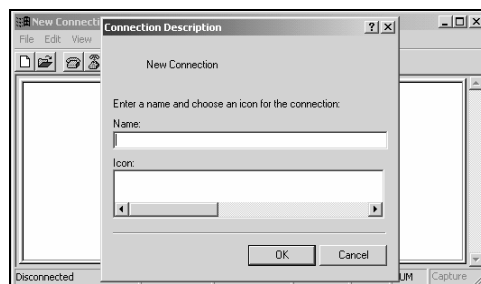 New Connecti
File Edit View
Connection Description
New Connection
Enter a name and choose an icon for the connection:
Name:
Icon:
OK Cancel
Disconnected UM Capture